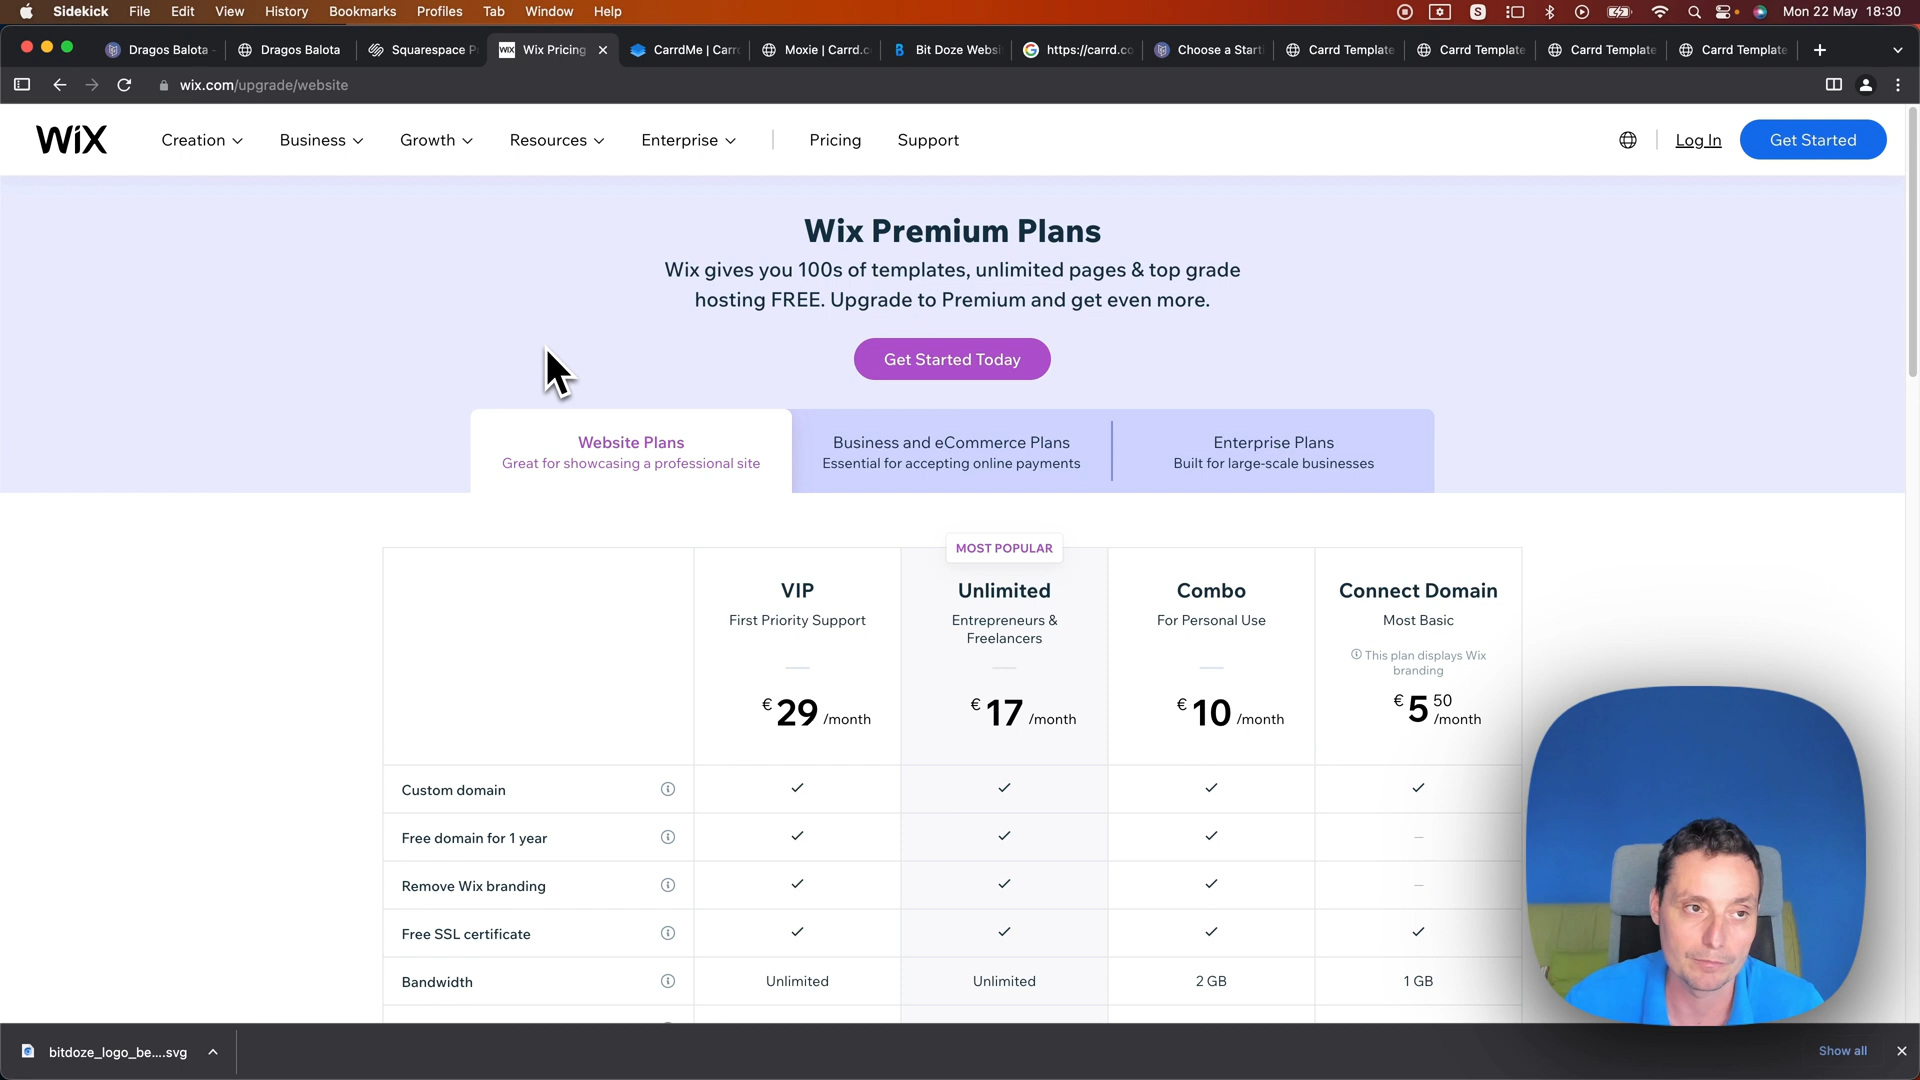 Sidekick File Edit View History Bookmarks Profiles Tab Window Help Mon 22 May 18:30
Dragos Balota - Dragos Balota Squarespace P Wix Pricing CarrdMe | Carr Moxie | Carrd.c Bit Doze Websi https://carrd.co Choose a Starti Carrd Template Carrd Template Carrd Template Carrd Template
wix.com/upgrade/website
WiX Creation Business Growth Resources Enterprise Pricing Support Log In Get Started
Wix Premium Plans
Wix gives you 100s of templates, unlimited pages & top grade
hosting FREE. Upgrade to Premium and get even more.
Get Started Today
Website Plans Business and eCommerce Plans Enterprise Plans
Great for showcasing a professional site Essential for accepting online payments Built for large-scale businesses
MOST POPULAR
VIP Unlimited Combo Connect Domain
First Priority Support Entrepreneurs & For Personal Use Most Basic
Freelancers
This plan displays Wix
branding
€ 29 /month € 17 /month € 10 /month € 5 50 /month
Custom domain
Free domain for 1 year
Remove Wix branding
Free SSL certificate
Bandwidth Unlimited Unlimited 2 GB 1 GB
bitdoze_logo_be....svg Show all